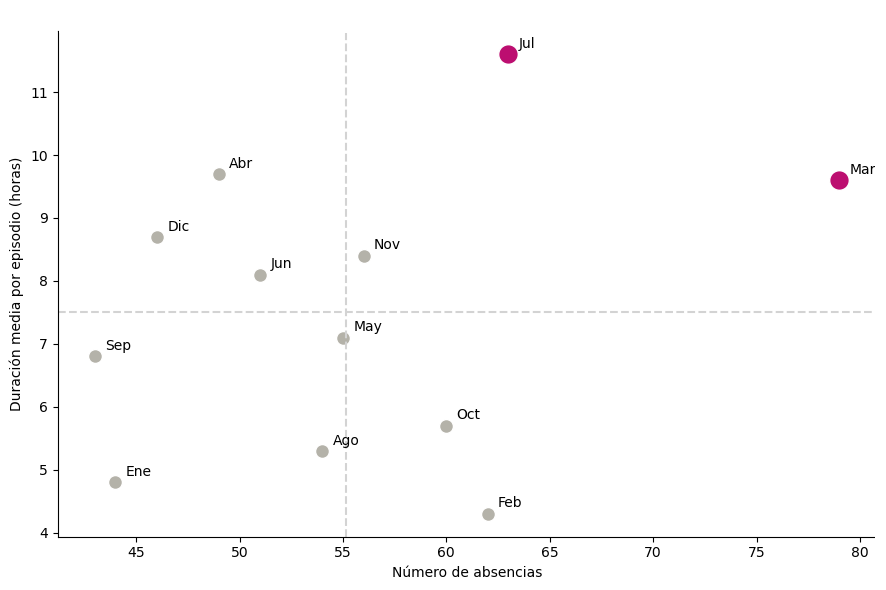 Jul
Mar
Abr
Dic
Nov
Jun
May
Sep
Oct
Ago
Ene
Feb
11
10
9
8
7
6
5
4
45
50
55
60
65
70
75
80
Número de absencias
Duración media por episodio (horas)